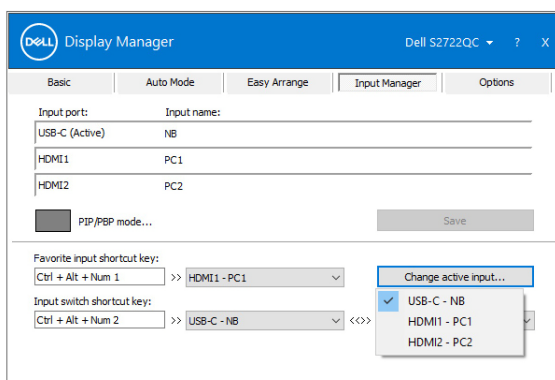 DELL Display Manager Dell S2722QC ? X
Basic Auto Mode Easy Arrange Input Manager Options
Input port: Input name:
USB-C (Active) NB
HDMI1 PC1
HDMI2 PC2
PIP/PBP mode... Save
Favorite input shortcut key:
Ctrl + Alt + Num 1 >> HDMI1 - PC1 Change active input...
Input switch shortcut key:
Ctrl + Alt + Num 2 >> USB-C - NB <<>>
USB-C - NB
HDMI1 - PC1
HDMI2 - PC2